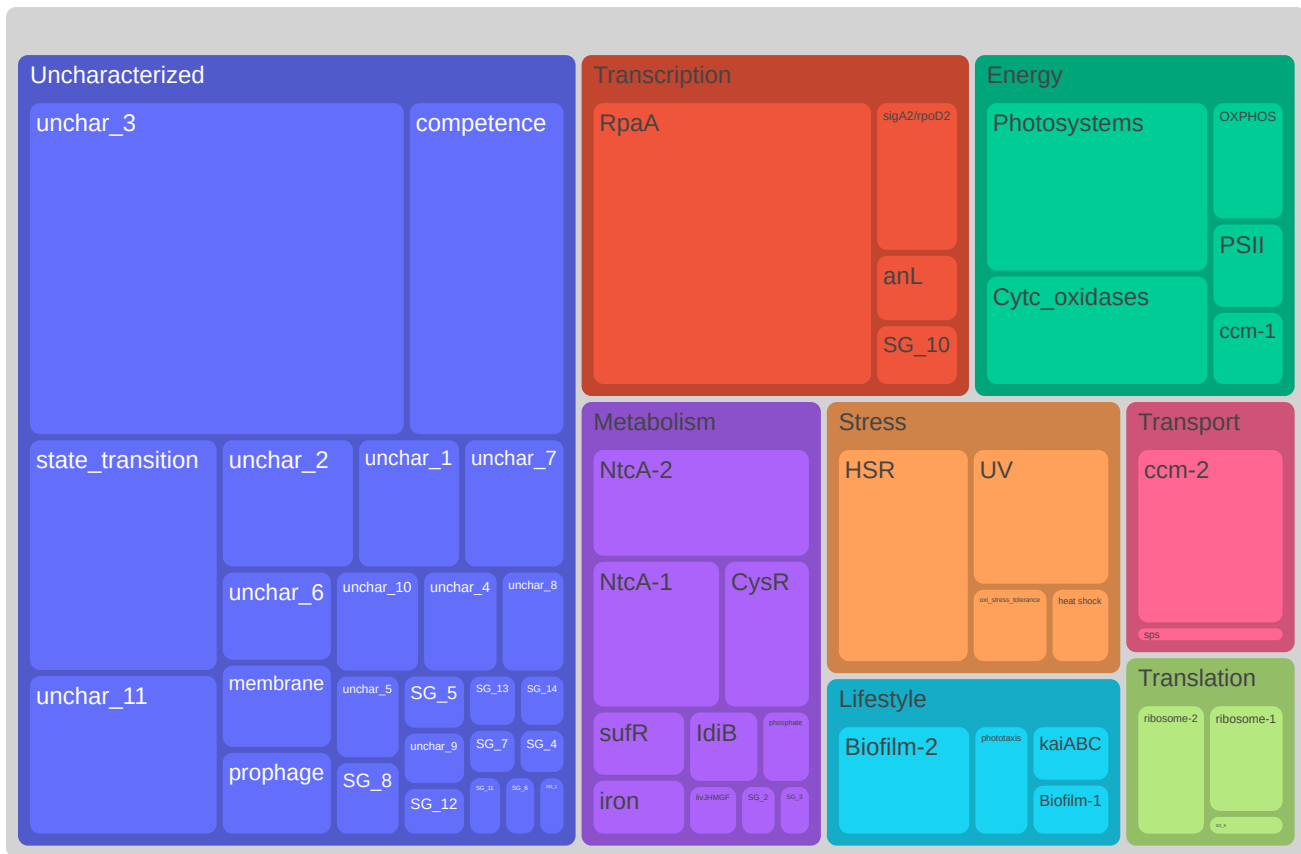 Uncharacterized
unchar_3
competence
state_transition
unchar_2
unchar_1
unchar_7
unchar_6
unchar_10
unchar_4
unchar_8
unchar_11
membrane
unchar_5
SG_5
SG_13
SG_14
unchar_9
SG_7
SG_4
prophage
SG_8
SG_12
SG_11
SG_6
Transcription
RpaA
sigA2/rpoD2
anL
SG_10
Energy
Photosystems
OXPHOS
PSII
Cytc_oxidases
ccm-1
Metabolism
NtcA-2
NtcA-1
CysR
sufR
IdiB
phosphate
iron
livJHMGF
SG_2
SG_3
Stress
HSR
UV
oxi_stress_tolerance
heat shock
Lifestyle
Biofilm-2
phototaxis
kaiABC
Biofilm-1
Transport
ccm-2
sps
Translation
ribosome-2
ribosome-1